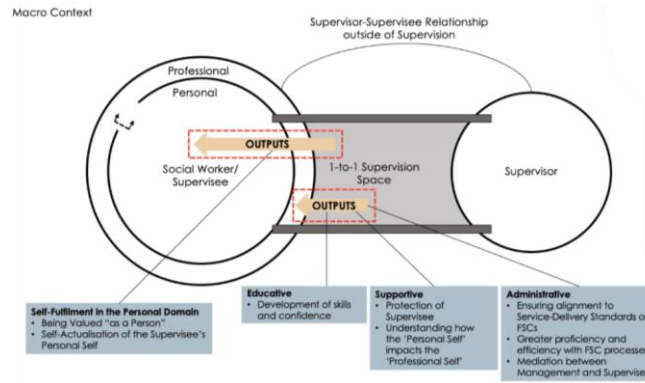 Macro Context
Supervisor-Supervisee Relationship
outside of Supervision
Professional
Personal
OUTPUTS
Social Worker/
Supervisee
1-to-1 Supervision
Space
Supervisor
OUTPUTS
Self-Fulfilment in the Personal Domain
• Being Valued “as a Person”
• Self-Actualisation of the Supervisee’s
Personal Self
Educative
• Development of skills
and confidence
Supportive
• Protection of
Supervisee
• Understanding how
the ‘Personal Self’
impacts the
‘Professional Self’
Administrative
• Ensuring alignment to
Service-Delivery Standards of
FSCs
• Greater proficiency and
efficiency with FSC processes
• Mediation between
Management and Supervisee